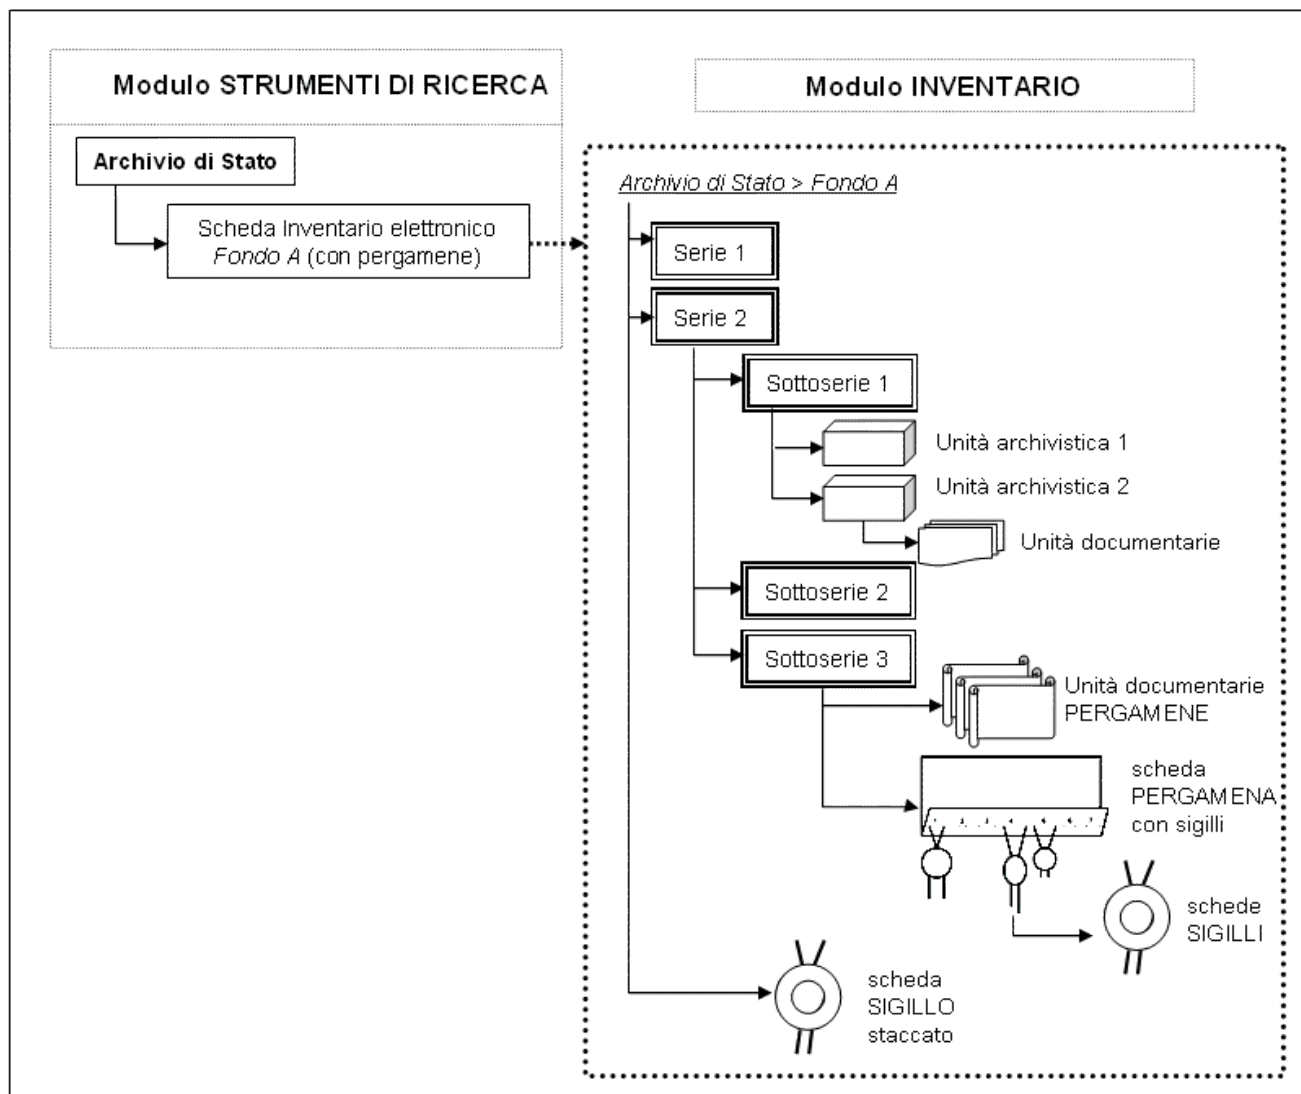 Modulo STRUMENTI DI RICERCA
Archivio di Stato
Scheda Inventario elettronico
Fondo A (con pergamene)
Modulo INVENTARIO
Archivio di Stato > Fondo A
Serie 1
Serie 2
Sottoserie 1
Unità archivistica 1
Unità archivistica 2
Unità documentarie
Sottoserie 2
Sottoserie 3
Unità documentarie
PERGAMENE
scheda
PERGAMENA
con sigilli
schede
SIGILLI
scheda
SIGILLO
staccato